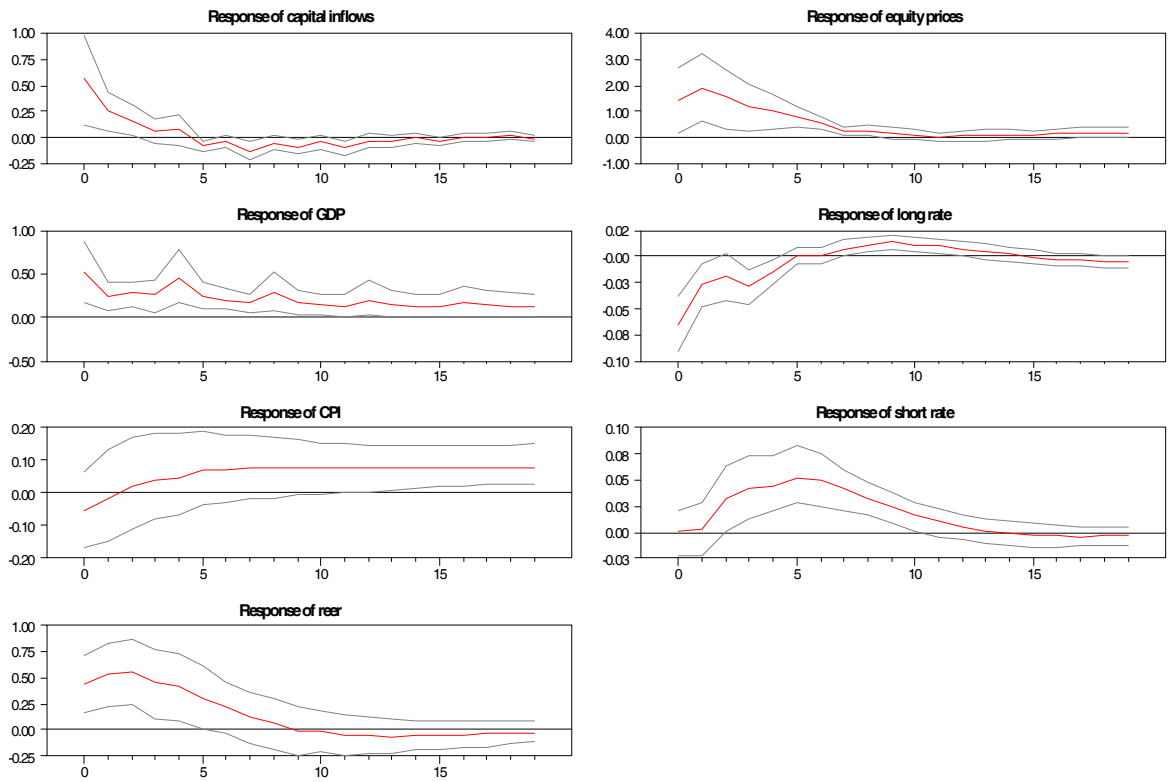 Response of capital inflows
1.00
0.75
0.50
0.25
0.00
-0.25
0 5 10 15
Response of equity prices
4.00
3.00
2.00
1.00
0.00
-1.00
0 5 10 15
Response of GDP
1.00
0.50
0.00
-0.50
0 5 10 15
Response of long rate
0.02
-0.00
-0.03
-0.05
-0.08
-0.10
0 5 10 15
Response of CPI
0.20
0.10
0.00
-0.10
-0.20
0 5 10 15
Response of short rate
0.10
0.08
0.05
0.03
0.00
-0.03
0 5 10 15
Response of reer
1.00
0.75
0.50
0.25
0.00
-0.25
0 5 10 15